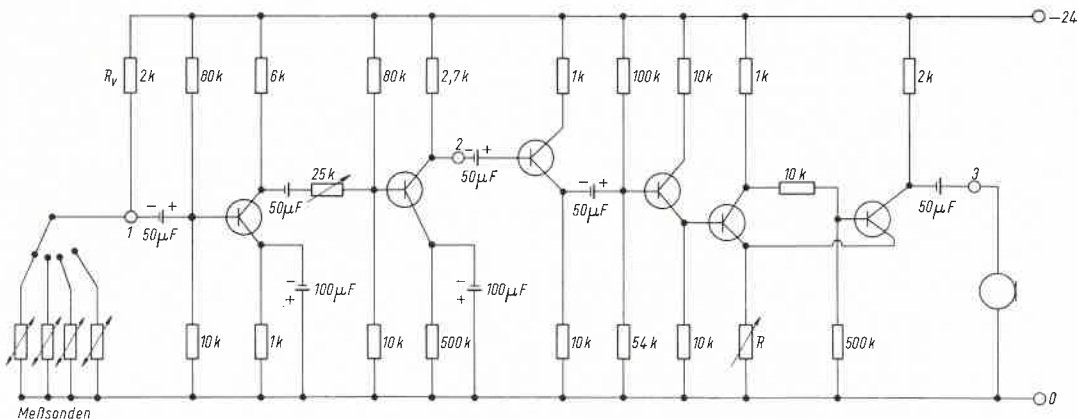 —24
R_v 2k 80k 6k 80k 2,7k 1k 100k 10k 1k 2k
25k 2 − + 50µF 10k 3
− + 50µF 50µF − + 50µF 50µF
1
− + 100µF − + 100µF
10k 1k 10k 500k 10k 54k 10k R 500k
0
Meßsonden